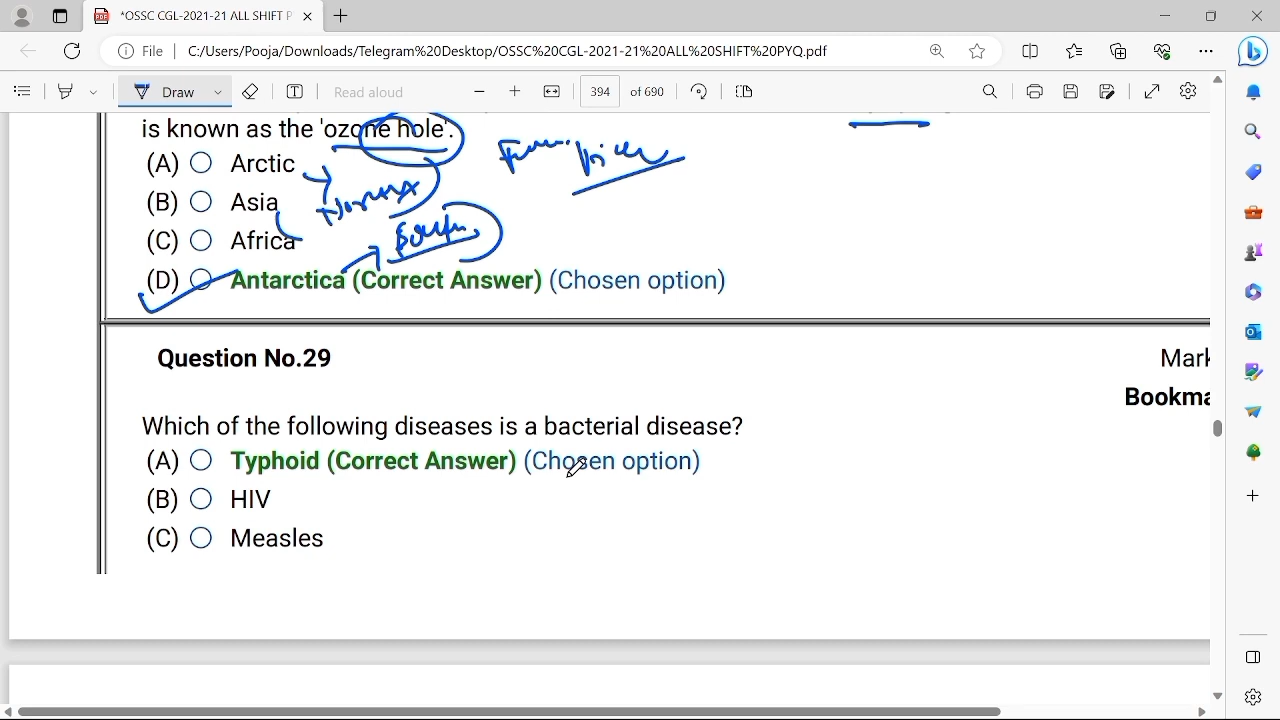 *OSSC CGL-2021-21 ALL SHIFT P
File
C:/Users/Pooja/Downloads/Telegram%20Desktop/OSSC%20CGL-2021-21%20ALL%20SHIFT%20PYQ.pdf
Draw
Read aloud
394
of 690
is known as the 'ozone hole'.
(A) Arctic
(B) Asia
(C) Africa
(D) Antarctica (Correct Answer) (Chosen option)
Question No.29
Mark
Bookma
Which of the following diseases is a bacterial disease?
(A) Typhoid (Correct Answer) (Chosen option)
(B) HIV
(C) Measles